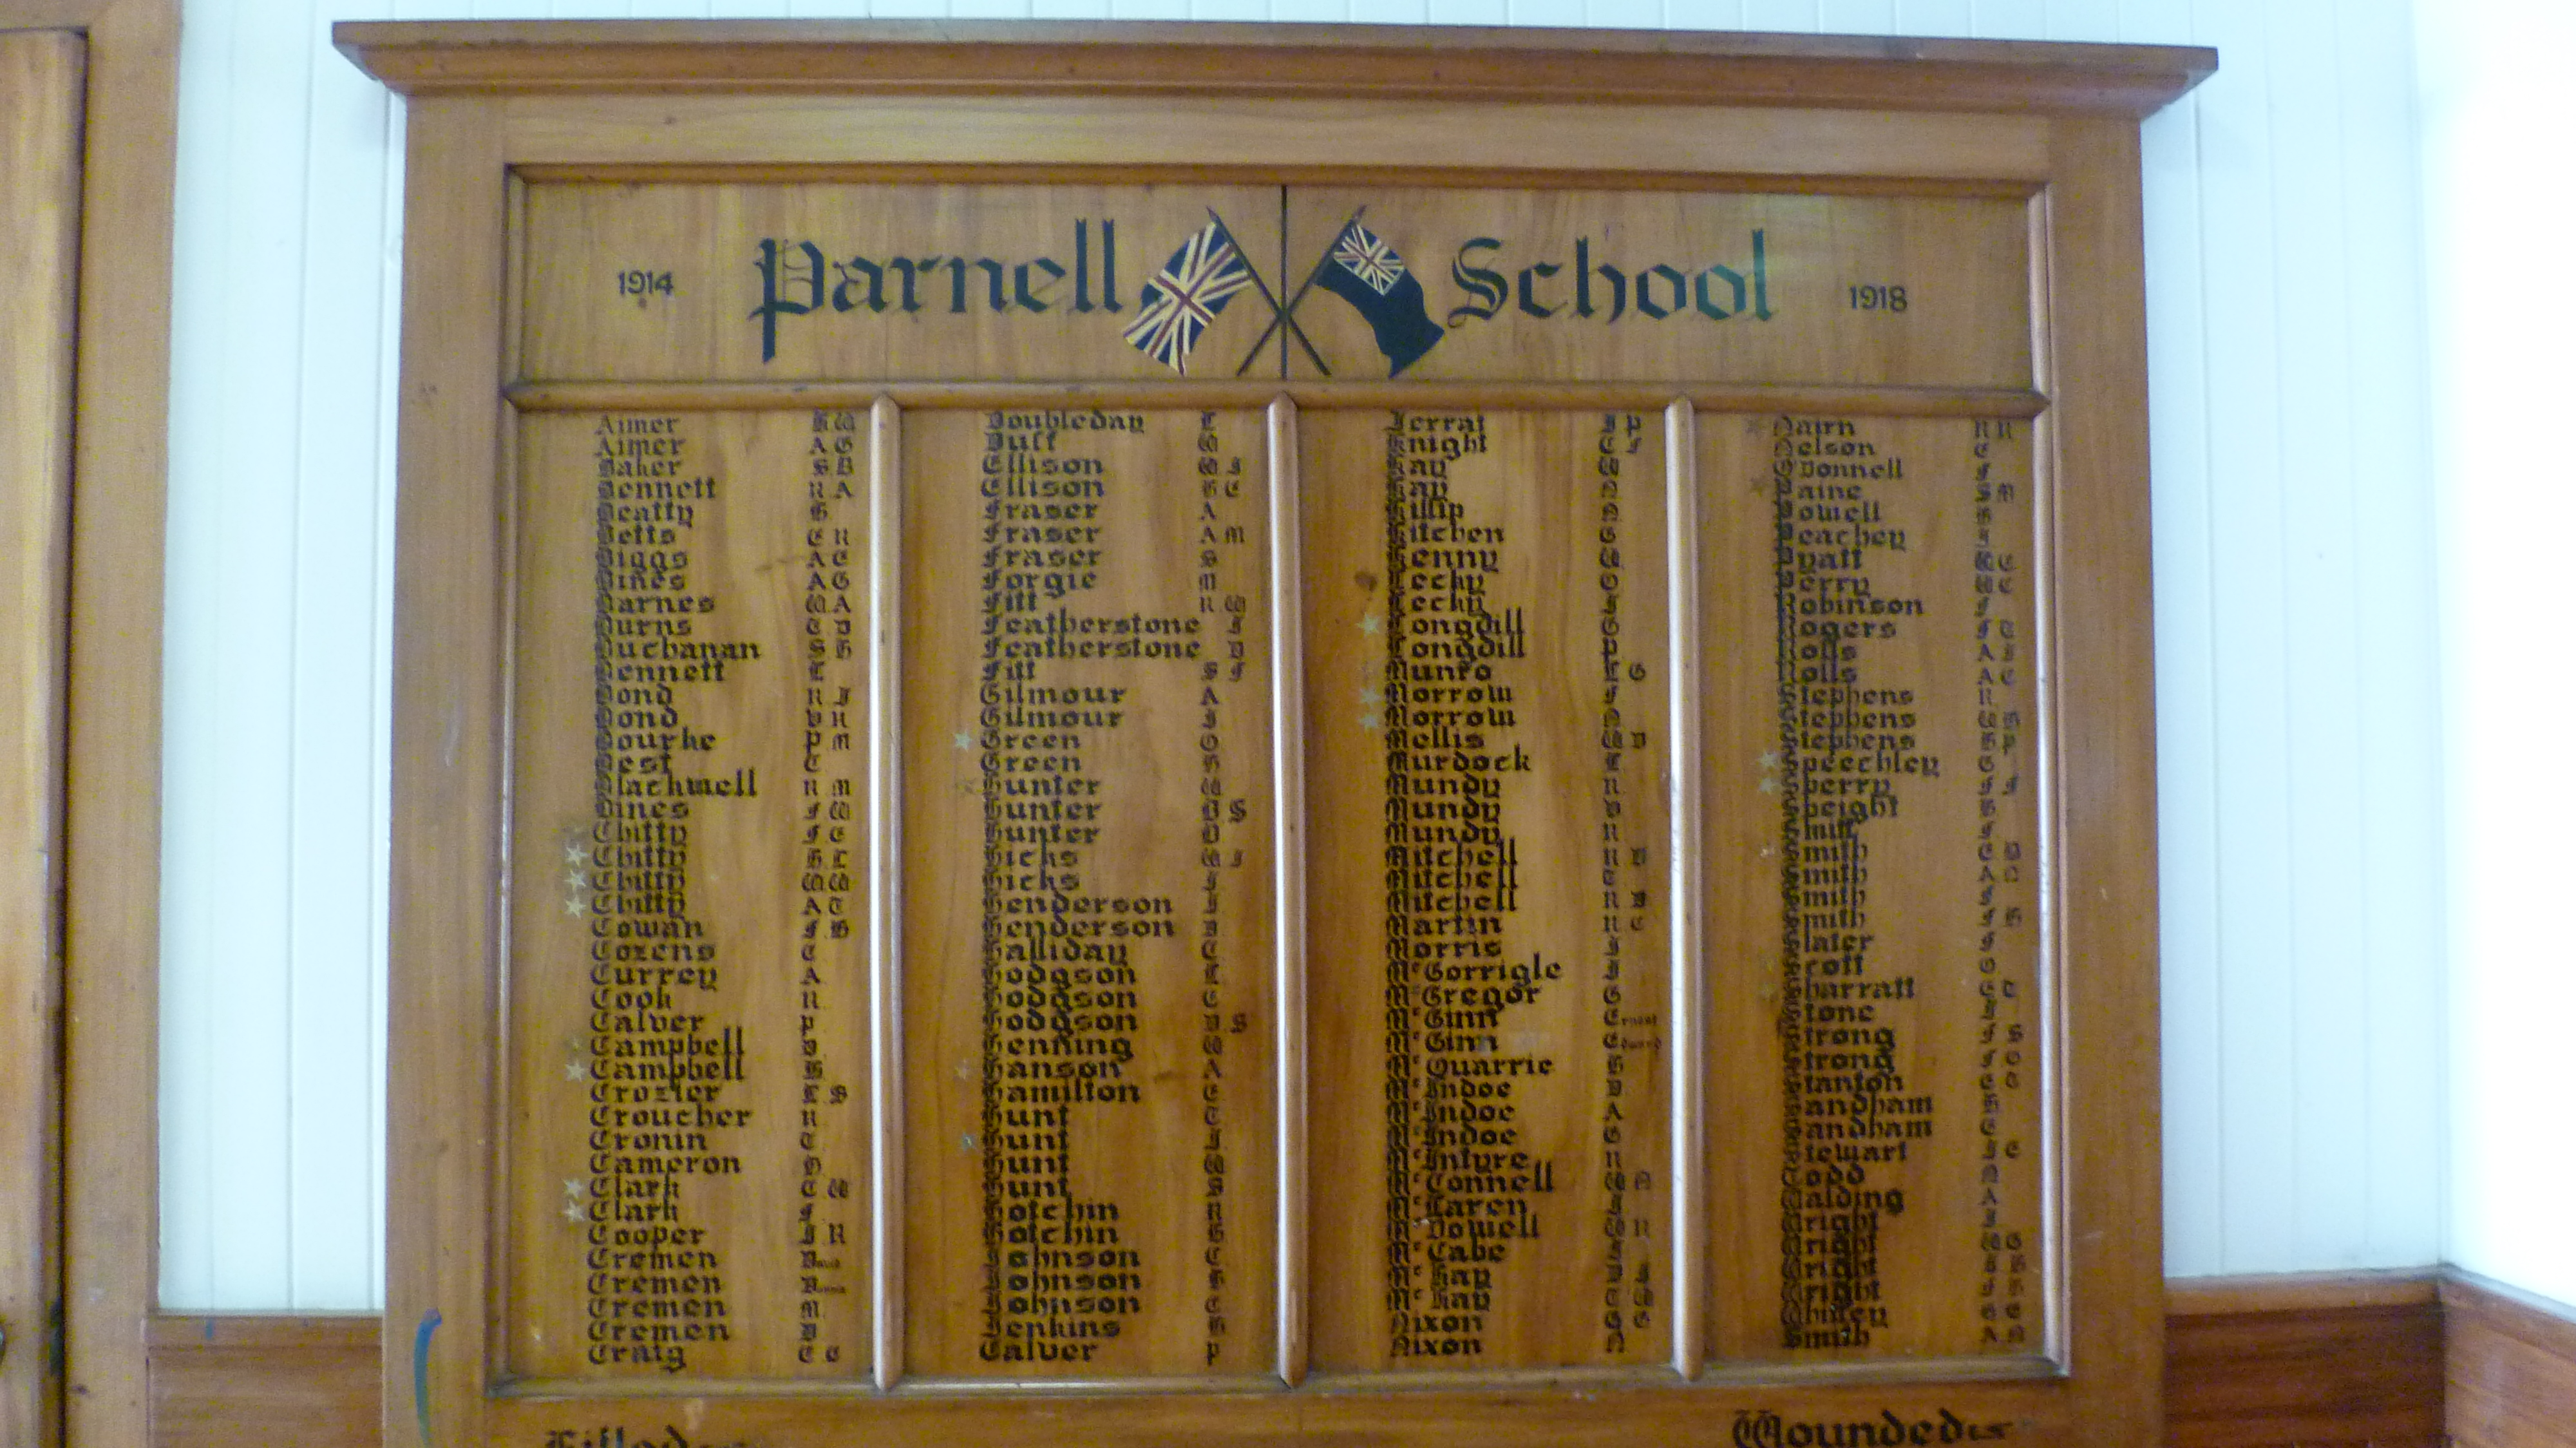 1914 Parnell School 1918
Aimer H W
Aimer A G
Baker S B
Bennett R A
Beatty H
Betts E R
Biggs A E
Bines A G
Barnes W A
Burns T D
Buchanan S H
Bennett L
Bond R J
Bond V R
Bourke P M
Best T
Blackwell R M
Bines F W
Chitty F E
Chitty H L
Chitty W W
Chitty A T
Cowan F H
Cozens C
Currey A
Cook R
Calver P
Campbell D
Campbell H
Crozier L S
Croucher R
Cronin T
Cameron D
Clark T W
Clark F
Cooper J R
Cremen
Cremen
Cremen M
Cremen D
Craig
Doubleday L
Duff W
Ellison W J
Ellison H E
Fraser A
Fraser A M
Fraser S
Forgie M
Fitt R W
Featherstone J
Featherstone D
Fitt S F
Gilmour A
Gilmour J
Green G
Green H
Hunter W
Hunter D S
Hunter D
Hicks W J
Hicks J
Henderson J
Henderson D
Halliday T
Hodgson L
Hodgson G
Hodgson D S
Henning W
Hanson A
Hamilton E
Hunt T
Hunt J
Hunt W
Hunt
Hotchin R
Hotchin H
Johnson C
Johnson H
Johnson C
Jenkins H
Calver P
Jerrat J P
Knight C F
Kay W
Kay N
Killip N
Kitchen G
Kenny W
Lecky O
Lecky J
Longdill G
Longdill P
Munro L G
Morrow F
Morrow N
Mellis W D
Murdock L
Mundy R
Mundy D
Mundy R
Mitchell R D
Mitchell T
Mitchell R D
Martin R C
Morris J
McGorrigle J
McGregor G
McGinn Ernest
McGinn Edward
McQuarrie H
McIndoe D
McIndoe A
McIndoe G
McIntyre R
McConnell W N
McLaren J
McDowell W R
McCabe J
McKay
McKay T W
Nixon G G
Nixon N
Nairn R R
Nelson C
O'Donnell F
Paine S M
Powell H
Peachey J
Pyatt W C
Perry W C
Robinson F
Rogers F T
Rolls A J
Rolls A E
Stephens R
Stephens W H
Stephens H P
Speechley G
Sperry F F
Speight H
Smith F
Smith C D
Smith A N
Smith F
Smith F H
Slater F
Scott G
Sharratt
Stone
Strong F S
Strong F O
Stanton
Sandham H
Sandham E
Stewart J C
Todd N
Walding A
Wright J
Wright W G
Wright
Wright F H
Whitley
Smith A N
Killed
Wounded